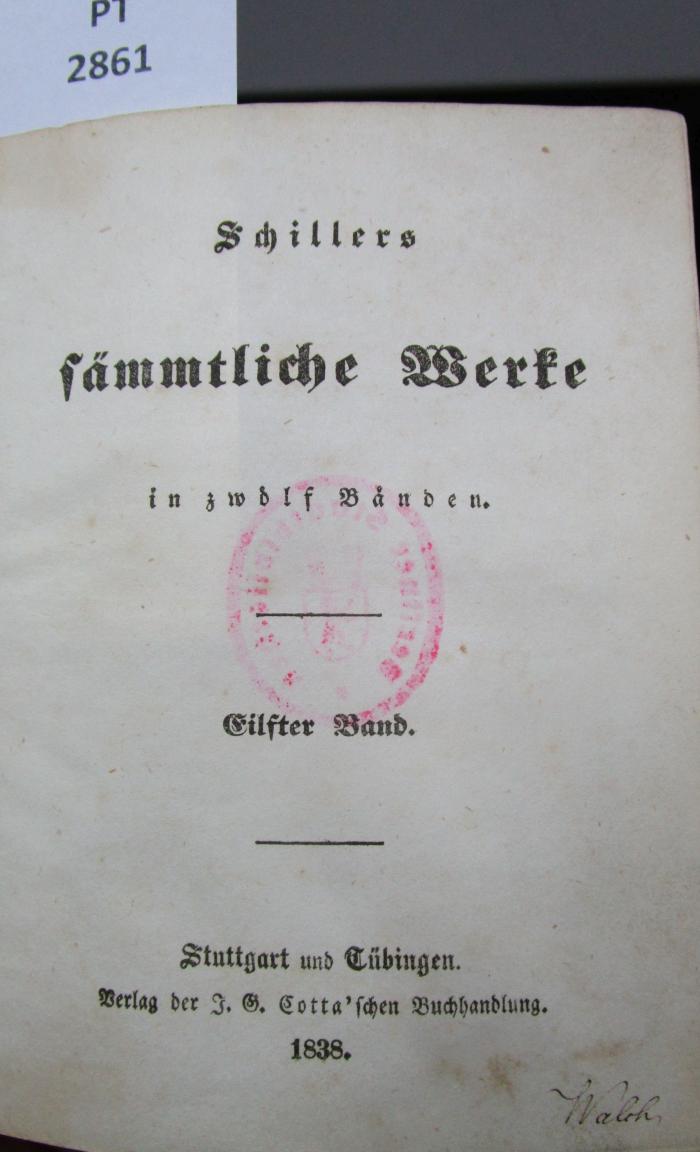 PT
2861
Schillers
sämmtliche Werke
in zwölf Bänden.
Eilfter Band.
Stuttgart und Tübingen.
Verlag der J. G. Cotta'schen Buchhandlung.
1838.
Walch